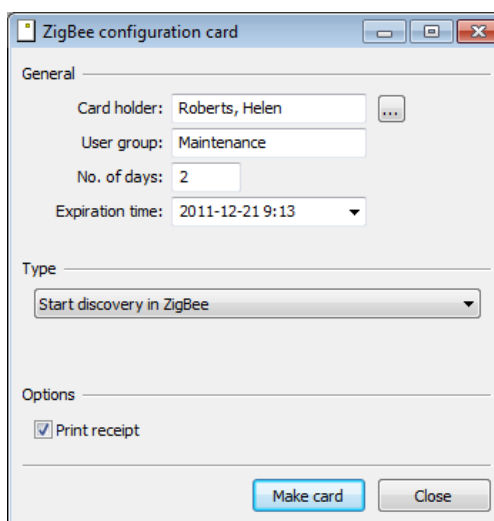 ZigBee configuration card
General
Card holder: Roberts, Helen ...
User group: Maintenance
No. of days: 2
Expiration time: 2011-12-21 9:13
Type
Start discovery in ZigBee
Options
Print receipt
Make card Close